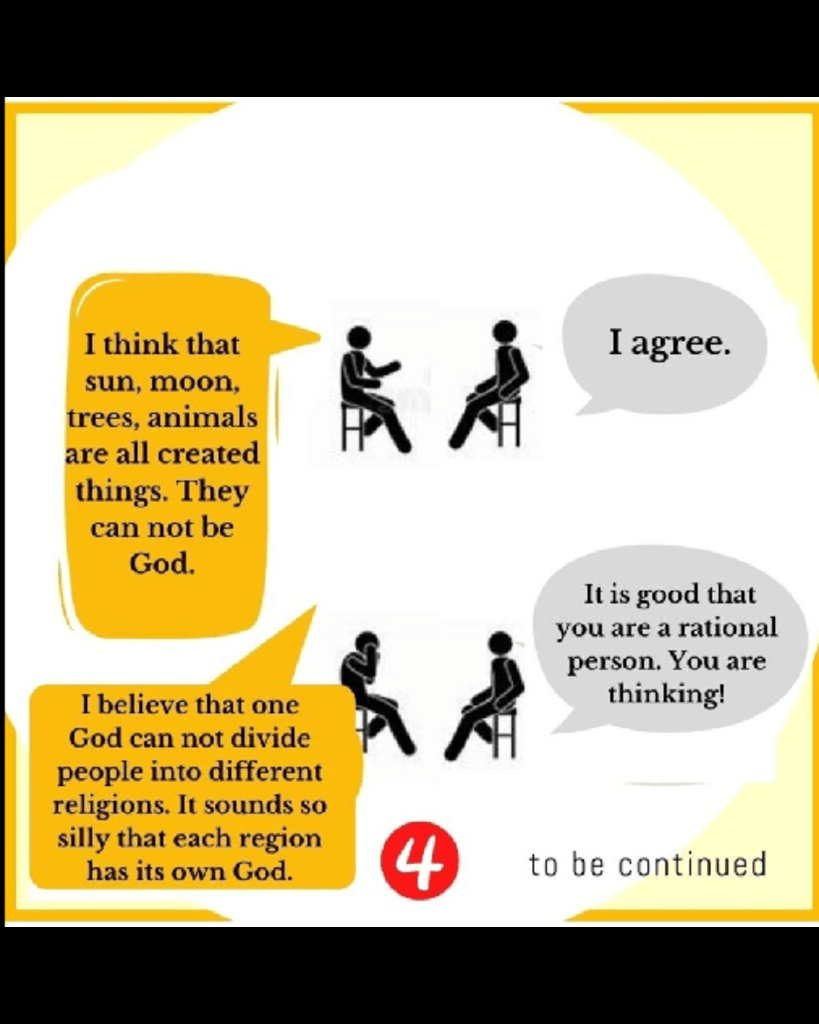 I think that
sun, moon,
trees, animals
are all created
things. They
can not be
God.
I agree.
I believe that one
God can not divide
people into different
religions. It sounds so
silly that each region
has its own God.
It is good that
you are a rational
person. You are
thinking!
4
to be continued